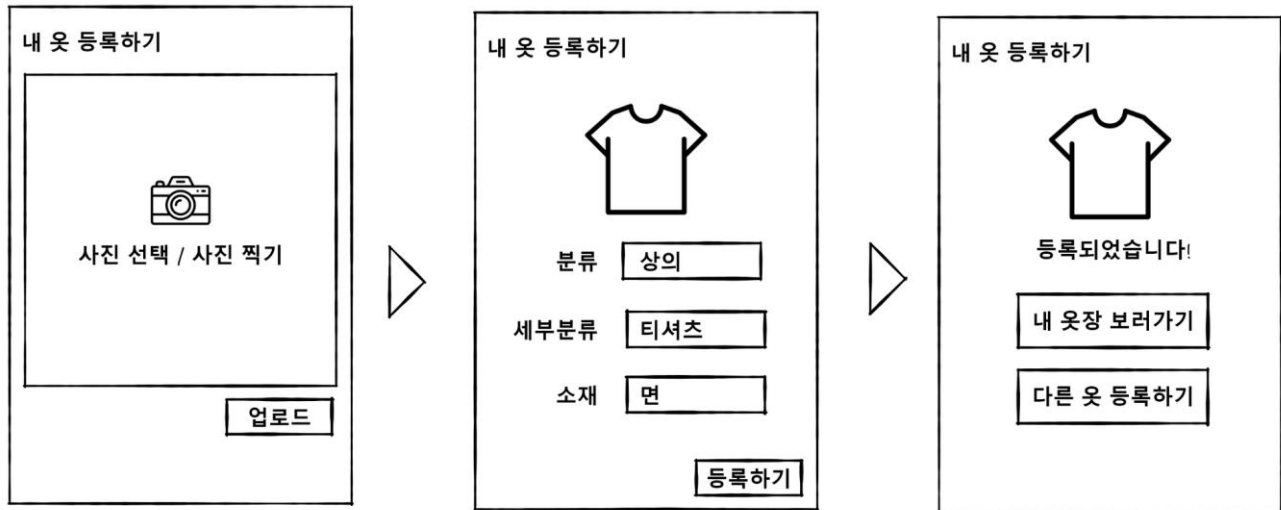 내 옷 등록하기
사진 선택 / 사진 찍기
업로드
내 옷 등록하기
분류 상의
세부분류 티셔츠
소재 면
등록하기
내 옷 등록하기
등록되었습니다!
내 옷장 보러가기
다른 옷 등록하기